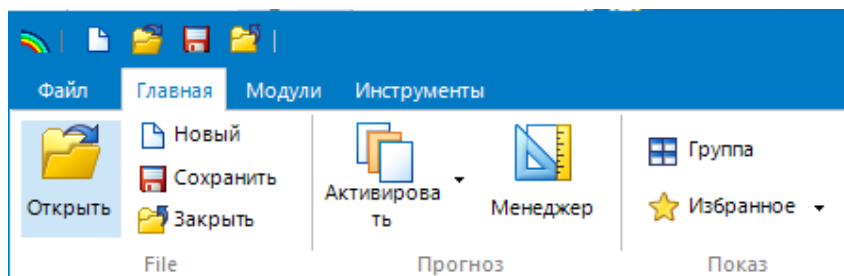 Файл Главная Модули Инструменты
Открыть
Новый
Сохранить
Закрыть
File
Активирова
ть
Менеджер
Прогноз
Группа
Избранное
Показ